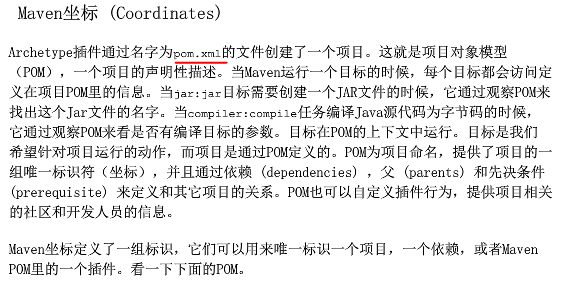 Maven坐标 (Coordinates)
Archetype插件通过名字为pom.xml的文件创建了一个项目。这就是项目对象模型
（POM），一个项目的声明性描述。当Maven运行一个目标的时候，每个目标都会访问定
义在项目POM里的信息。当jar:jar目标需要创建一个JAR文件的时候，它通过观察POM来
找出这个Jar文件的名字。当compiler:compile任务编译Java源代码为字节码的时候，
它通过观察POM来看是否有编译目标的参数。目标在POM的上下文中运行。目标是我们
希望针对项目运行的动作，而项目是通过POM定义的。POM为项目命名，提供了项目的一
组唯一标识符（坐标），并且通过依赖 (dependencies) ，父 (parents) 和先决条件
(prerequisite) 来定义和其它项目的关系。POM也可以自定义插件行为，提供项目相关
的社区和开发人员的信息。
Maven坐标定义了一组标识，它们可以用来唯一标识一个项目，一个依赖，或者Maven
POM里的一个插件。看一下下面的POM。